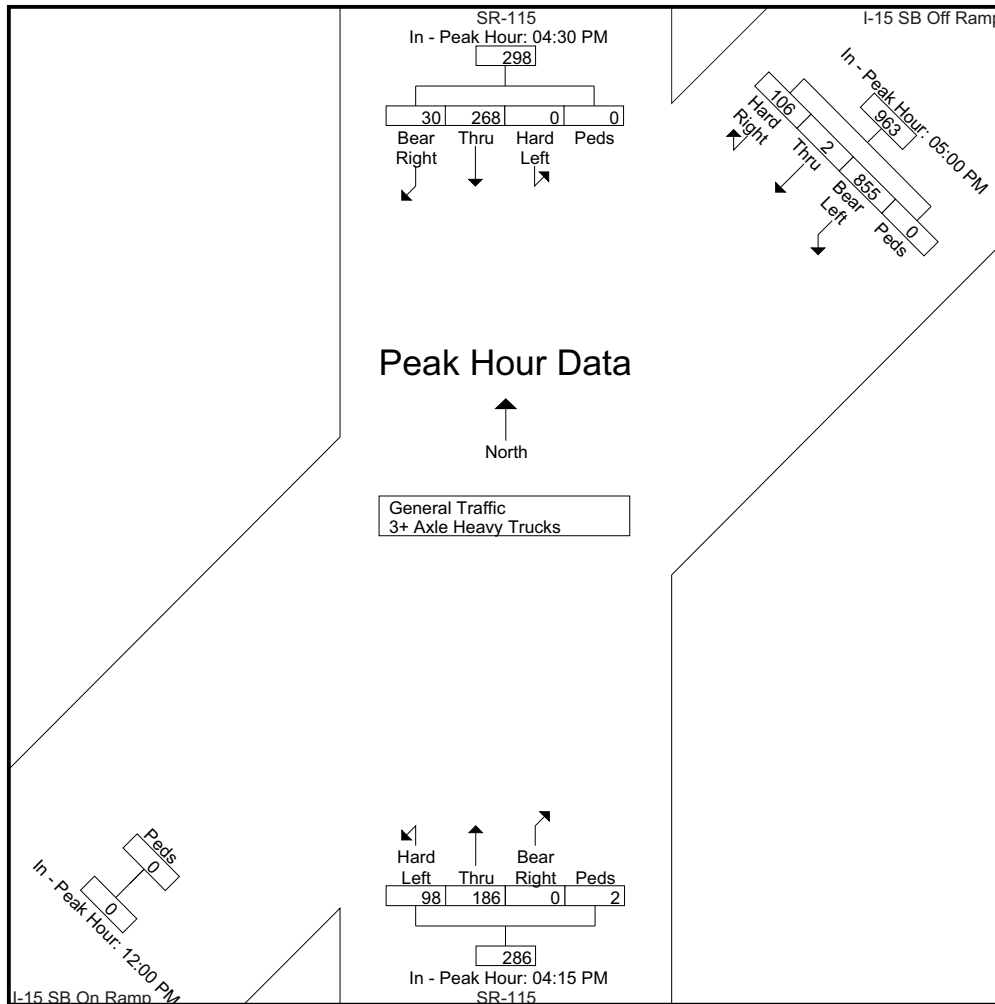 SR-115
In - Peak Hour: 04:30 PM
298
30 268 0 0
Bear Right
Thru
Hard Left
Peds
I-15 SB Off Ramp
In - Peak Hour: 05:00 PM
963
106 2 855 0
Hard Right
Thru
Bear Left
Peds
Peak Hour Data
North
General Traffic
3+ Axle Heavy Trucks
Peds
0
0
In - Peak Hour: 12:00 PM
I-15 SB On Ramp
Hard Left
Thru
Bear Right
Peds
98 186 0 2
286
In - Peak Hour: 04:15 PM
SR-115